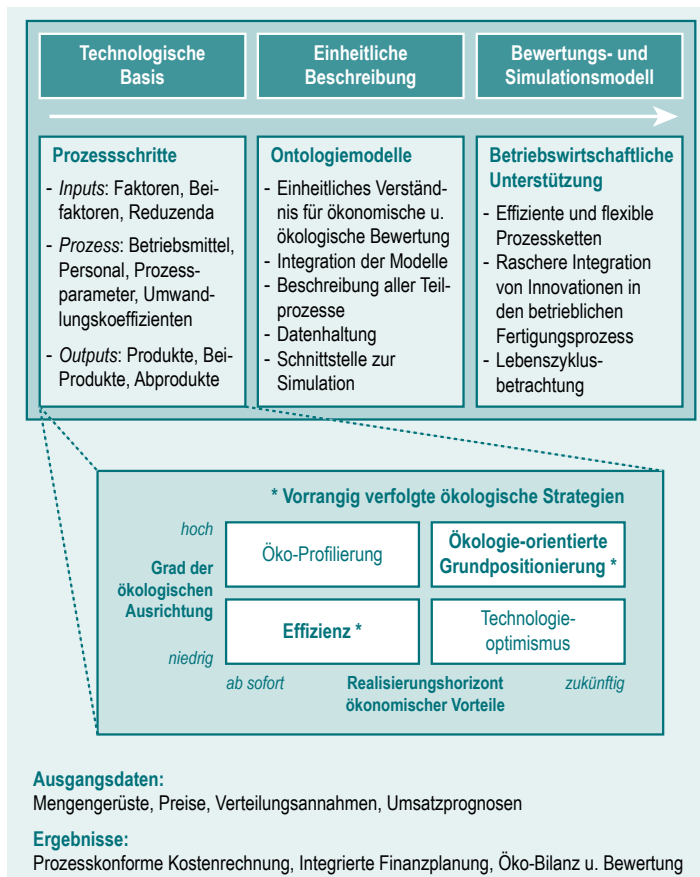 Technologische
Basis
Einheitliche
Beschreibung
Bewertungs- und
Simulationsmodell
Prozessschritte
- Inputs: Faktoren, Bei-
faktoren, Reduzenda
- Prozess: Betriebsmittel,
Personal, Prozess-
parameter, Umwand-
lungskoeffizienten
- Outputs: Produkte, Bei-
Produkte, Abprodukte
Ontologiemodelle
- Einheitliches Verständ-
nis für ökonomische u.
ökologische Bewertung
- Integration der Modelle
- Beschreibung aller Teil-
prozesse
- Datenhaltung
- Schnittstelle zur
Simulation
Betriebswirtschaftliche
Unterstützung
- Effiziente und flexible
Prozessketten
- Raschere Integration
von Innovationen in
den betrieblichen
Fertigungsprozess
- Lebenszyklus-
betrachtung
* Vorrangig verfolgte ökologische Strategien
hoch
Grad der
ökologischen
Ausrichtung
niedrig
Öko-Profilierung
Ökologie-orientierte
Grundpositionierung *
Effizienz *
Technologie-
optimismus
ab sofort
Realisierungshorizont
ökonomischer Vorteile
zukünftig
Ausgangsdaten:
Mengengerüste, Preise, Verteilungsannahmen, Umsatzprognosen
Ergebnisse:
Prozesskonforme Kostenrechnung, Integrierte Finanzplanung, Öko-Bilanz u. Bewertung